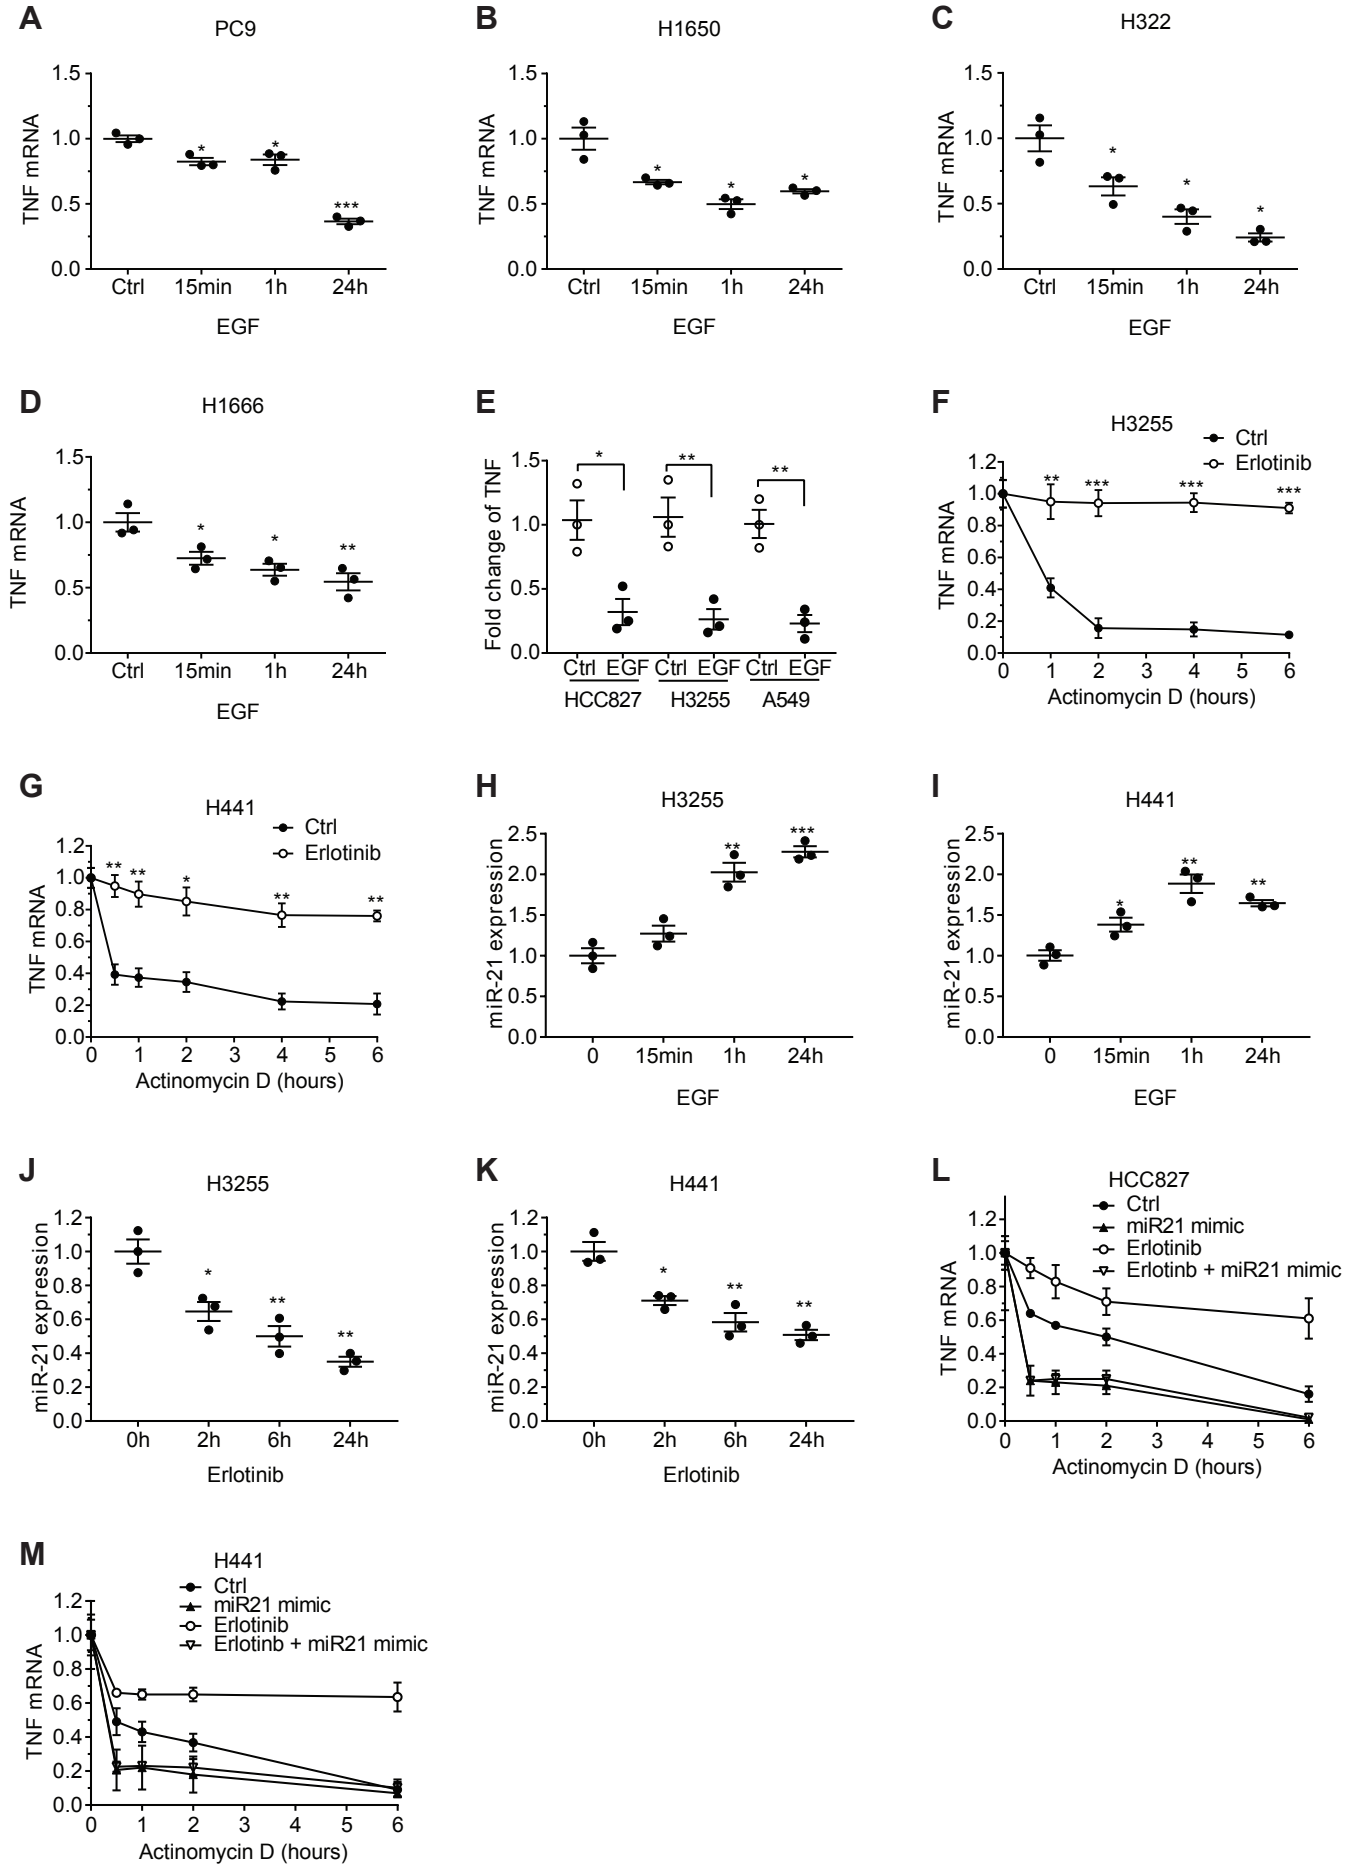 A
PC9
TNF mRNA
1.5
1.0
0.5
0.0
*
*
***
Ctrl 15min 1h 24h
EGF
B
H1650
TNF mRNA
1.5
1.0
0.5
0.0
*
*
*
Ctrl 15min 1h 24h
EGF
C
H322
TNF mRNA
1.5
1.0
0.5
0.0
*
*
*
Ctrl 15min 1h 24h
EGF
D
H1666
TNF mRNA
1.5
1.0
0.5
0.0
*
*
**
Ctrl 15min 1h 24h
EGF
E
Fold change of TNF
1.5
1.0
0.5
0.0
*
**
**
Ctrl EGF Ctrl EGF Ctrl EGF
HCC827 H3255 A549
F
H3255
Ctrl
Erlotinib
TNF mRNA
1.2
1.0
0.8
0.6
0.4
0.2
0.0
** *** *** ***
0 1 2 3 4 5 6
Actinomycin D (hours)
G
H441
Ctrl
Erlotinib
TNF mRNA
1.2
1.0
0.8
0.6
0.4
0.2
0.0
** ** * ** **
0 1 2 3 4 5 6
Actinomycin D (hours)
H
H3255
miR-21 expression
2.5
2.0
1.5
1.0
0.5
0.0
**
***
0 15min 1h 24h
EGF
I
H441
miR-21 expression
2.5
2.0
1.5
1.0
0.5
0.0
*
**
**
0 15min 1h 24h
EGF
J
H3255
miR-21 expression
1.2
1.0
0.8
0.6
0.4
0.2
0.0
*
**
**
0h 2h 6h 24h
Erlotinib
K
H441
miR-21 expression
1.2
1.0
0.8
0.6
0.4
0.2
0.0
*
**
**
0h 2h 6h 24h
Erlotinib
L
HCC827
Ctrl
miR21 mimic
Erlotinib
Erlotinb + miR21 mimic
TNF mRNA
1.2
1.0
0.8
0.6
0.4
0.2
0.0
0 1 2 3 4 5 6
Actinomycin D (hours)
M
H441
Ctrl
miR21 mimic
Erlotinib
Erlotinb + miR21 mimic
TNF mRNA
1.2
1.0
0.8
0.6
0.4
0.2
0.0
0 1 2 3 4 5 6
Actinomycin D (hours)